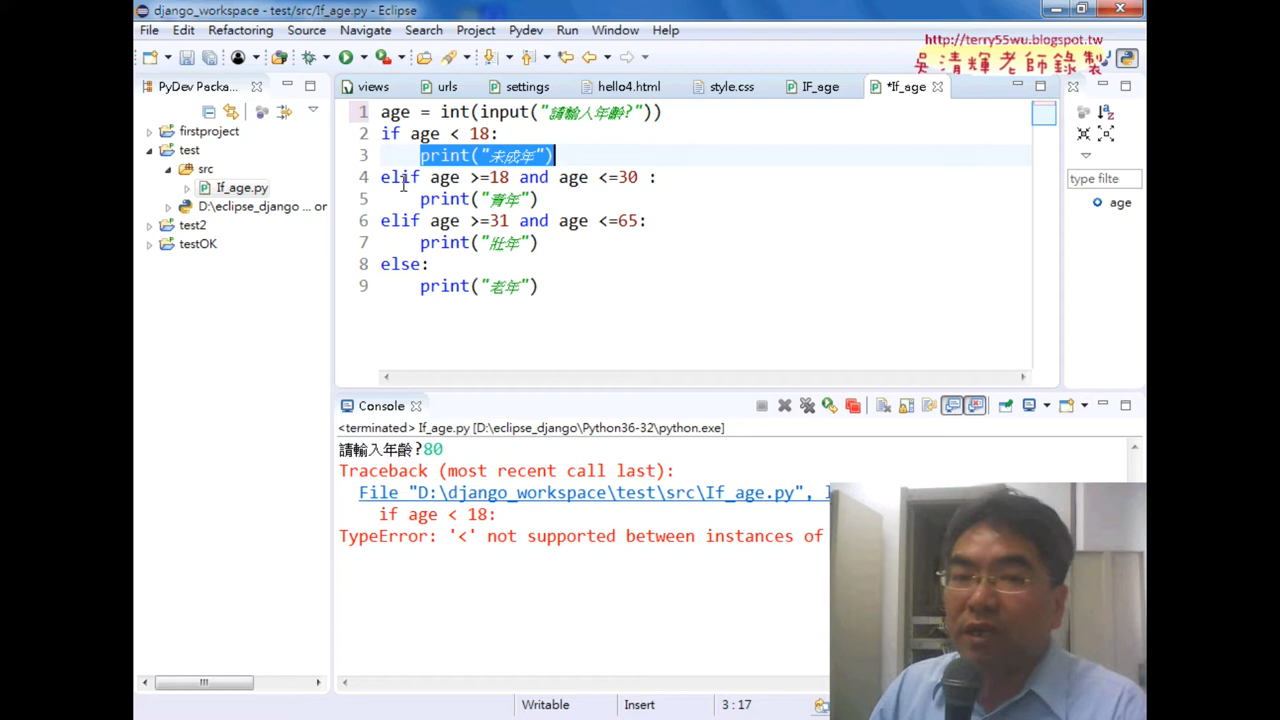 django_workspace - test/src/If_age.py - Eclipse
File Edit Refactoring Source Navigate Search Project Pydev Run Window Help
http://terry55wu.blogspot.tw
吳清輝老師錄製
PyDev Packa...
views urls settings hello4.html style.css IF_age *If_age
firstproject
test
src
If_age.py
D:\eclipse_django ... or
test2
testOK
1 age = int(input("請輸入年齡?"))
2 if age < 18:
3 print("未成年")
4 elif age >=18 and age <=30 :
5 print("青年")
6 elif age >=31 and age <=65:
7 print("壯年")
8 else:
9 print("老年")
type filte
age
Console
<terminated> If_age.py [D:\eclipse_django\Python36-32\python.exe]
請輸入年齡?80
Traceback (most recent call last):
File "D:\django_workspace\test\src\If_age.py",
if age < 18:
TypeError: '<' not supported between instances of
Writable Insert 3 : 17